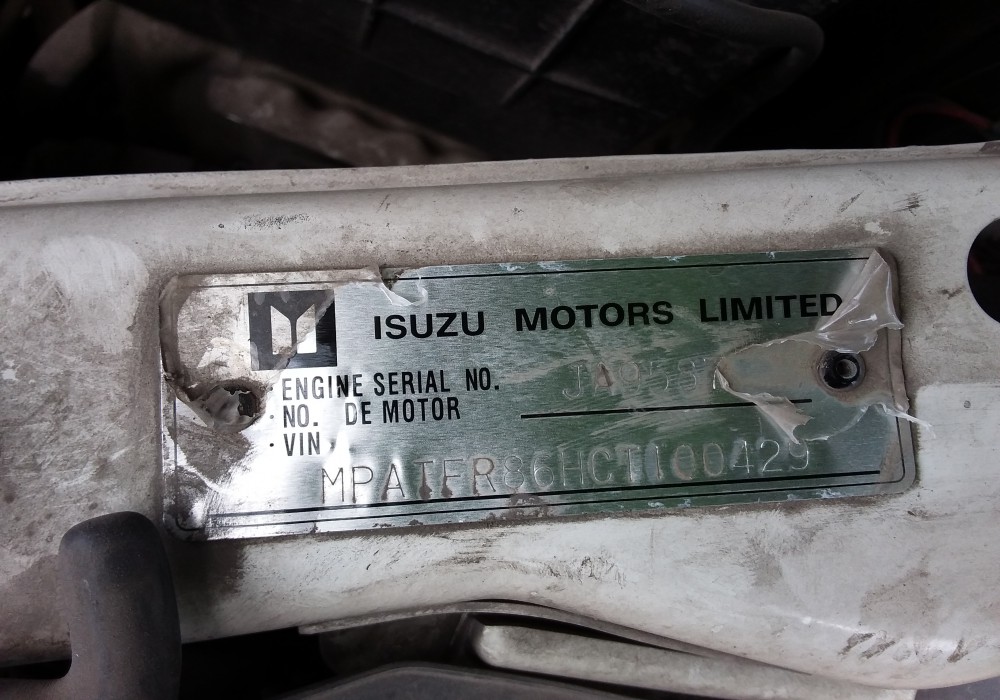 ISUZU MOTORS LIMITED
ENGINE SERIAL NO.
· NO. DE MOTOR
· VIN
MPATFR86HCT100429